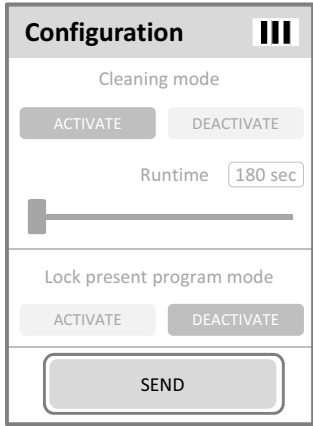 Configuration
Cleaning mode
ACTIVATE DEACTIVATE
Runtime 180 sec
Lock present program mode
ACTIVATE DEACTIVATE
SEND